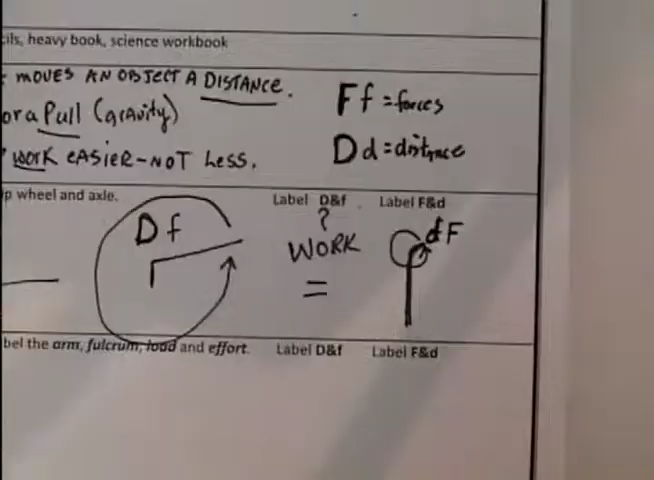 cils, heavy book, science workbook
MOVES AN OBJECT A DISTANCE.
or a Pull (gravity)
WORK EASIER-NOT LESS.
Ff = forces
Dd = distance
ip wheel and axle.
Label D&f
Label F&d
Df
?
WORK
=
dF
bel the arm, fulcrum, load and effort.
Label D&f
Label F&d